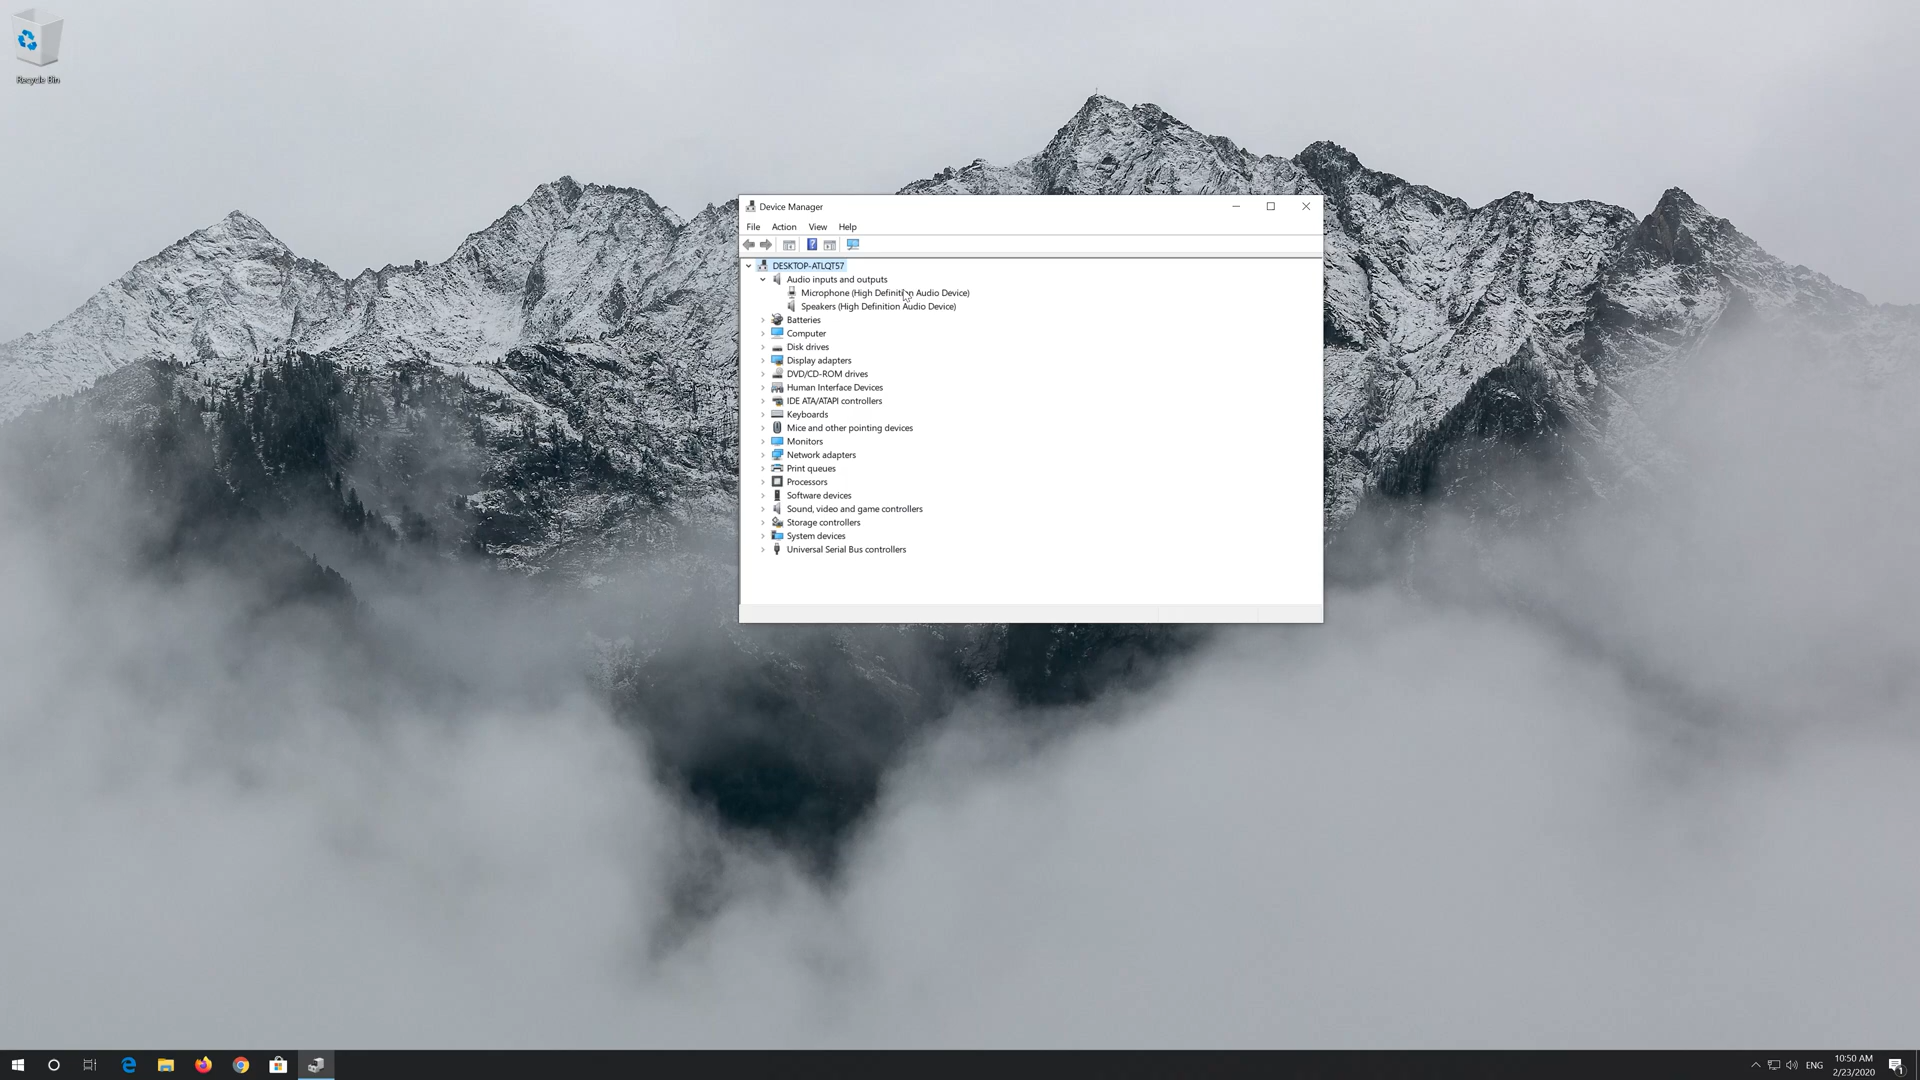 Recycle Bin
Device Manager
File Action View Help
DESKTOP-ATLQT57
Audio inputs and outputs
Microphone (High Definition Audio Device)
Speakers (High Definition Audio Device)
Batteries
Computer
Disk drives
Display adapters
DVD/CD-ROM drives
Human Interface Devices
IDE ATA/ATAPI controllers
Keyboards
Mice and other pointing devices
Monitors
Network adapters
Print queues
Processors
Software devices
Sound, video and game controllers
Storage controllers
System devices
Universal Serial Bus controllers
ENG
10:50 AM
2/23/2020
1